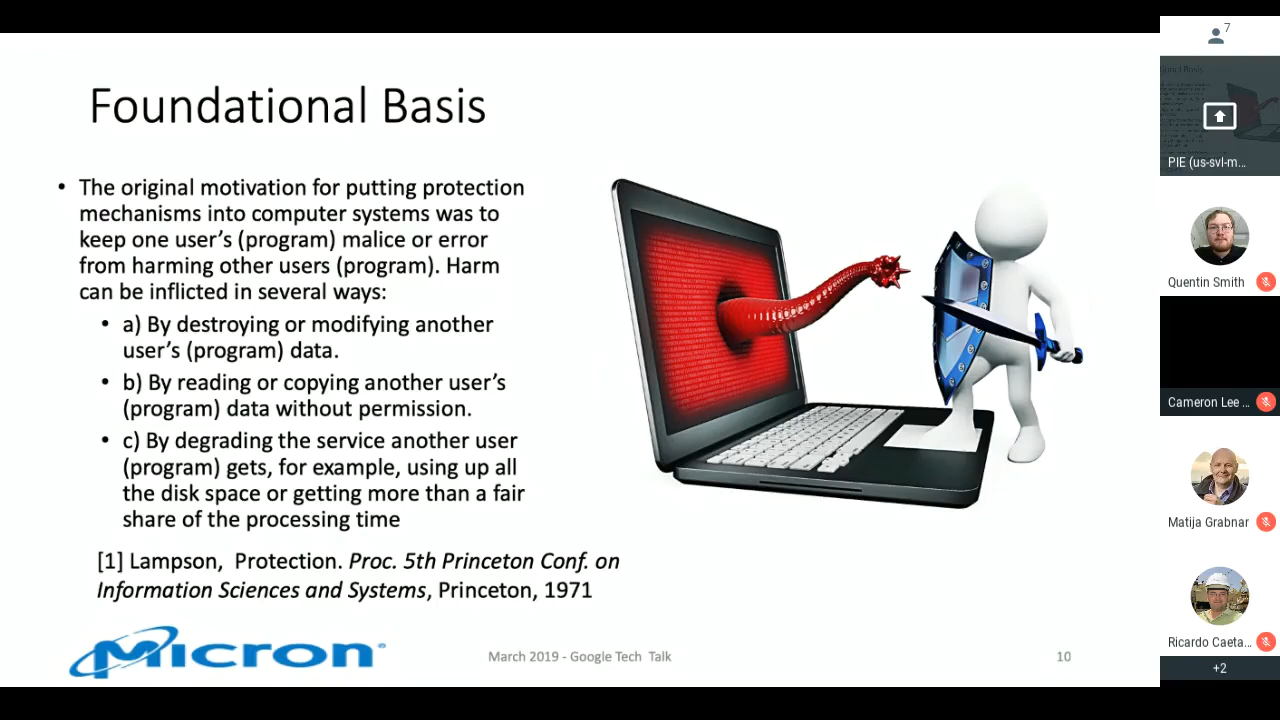 Foundational Basis
• The original motivation for putting protection
mechanisms into computer systems was to
keep one user's (program) malice or error
from harming other users (program). Harm
can be inflicted in several ways:
• a) By destroying or modifying another
user's (program) data.
• b) By reading or copying another user's
(program) data without permission.
• c) By degrading the service another user
(program) gets, for example, using up all
the disk space or getting more than a fair
share of the processing time
[1] Lampson, Protection. Proc. 5th Princeton Conf. on
Information Sciences and Systems, Princeton, 1971
Micron®
March 2019 - Google Tech Talk
10
7
PIE (us-svl-m...
Quentin Smith
Cameron Lee ...
Matija Grabnar
Ricardo Caeta...
+2